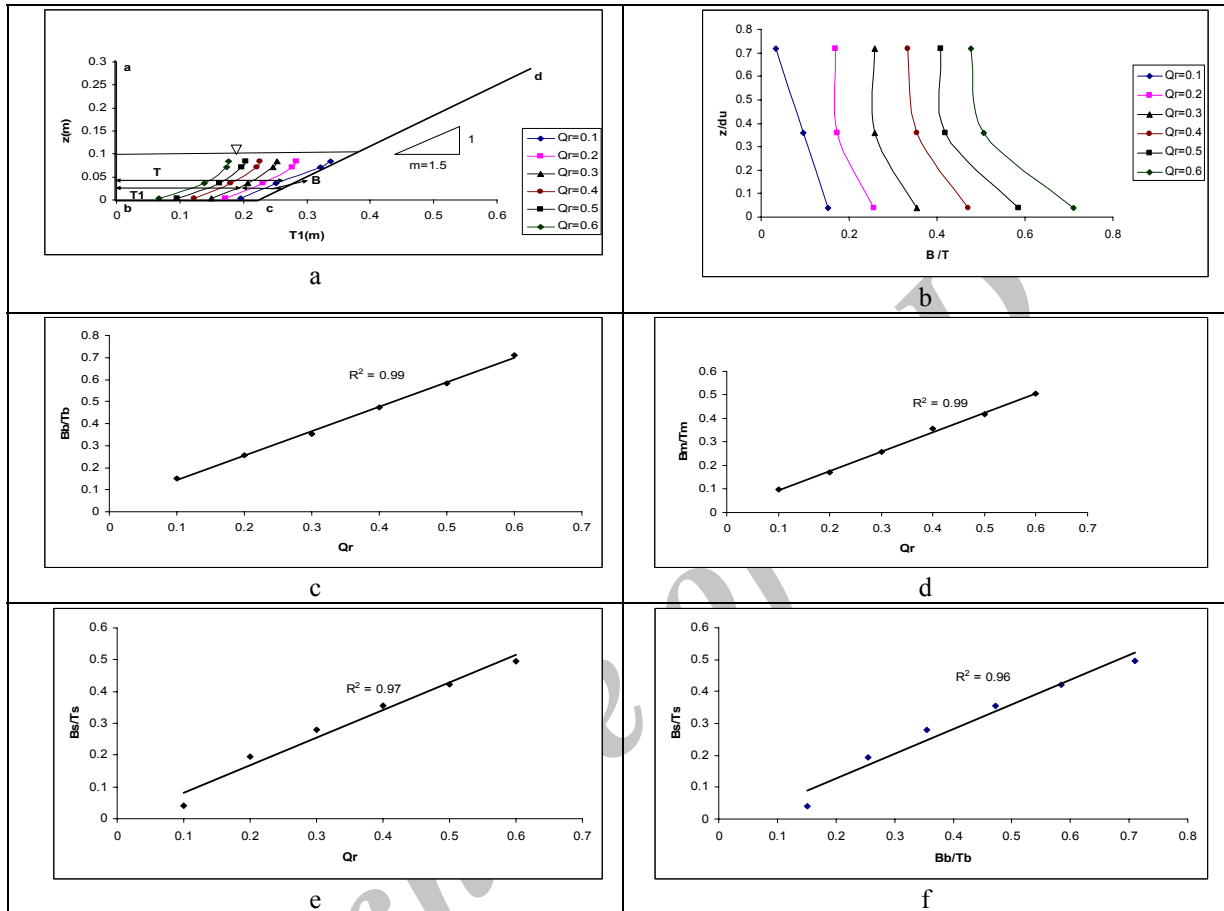 0.3
0.25
0.2
0.15
0.1
0.05
0
z(m)
a
d
1
m=1.5
T
T1
B
b
c
0
0.1
0.2
0.3
0.4
0.5
0.6
T1(m)
Qr=0.1
Qr=0.2
Qr=0.3
Qr=0.4
Qr=0.5
Qr=0.6
a
0.8
0.7
0.6
0.5
0.4
0.3
0.2
0.1
0
z/du
0
0.2
0.4
0.6
0.8
B /T
Qr=0.1
Qr=0.2
Qr=0.3
Qr=0.4
Qr=0.5
Qr=0.6
b
0.8
0.7
0.6
0.5
0.4
0.3
0.2
0.1
0
Bb/Tb
R² = 0.99
0 0.1 0.2 0.3 0.4 0.5 0.6 0.7
Qr
c
0.6
0.5
0.4
0.3
0.2
0.1
0
Bm/Tm
R² = 0.99
0 0.1 0.2 0.3 0.4 0.5 0.6 0.7
Qr
d
0.6
0.5
0.4
0.3
0.2
0.1
0
Bs/Ts
R² = 0.97
0 0.1 0.2 0.3 0.4 0.5 0.6 0.7
Qr
e
0.6
0.5
0.4
0.3
0.2
0.1
0
Bs/Ts
R² = 0.96
0 0.1 0.2 0.3 0.4 0.5 0.6 0.7 0.8
Bb/Tb
f